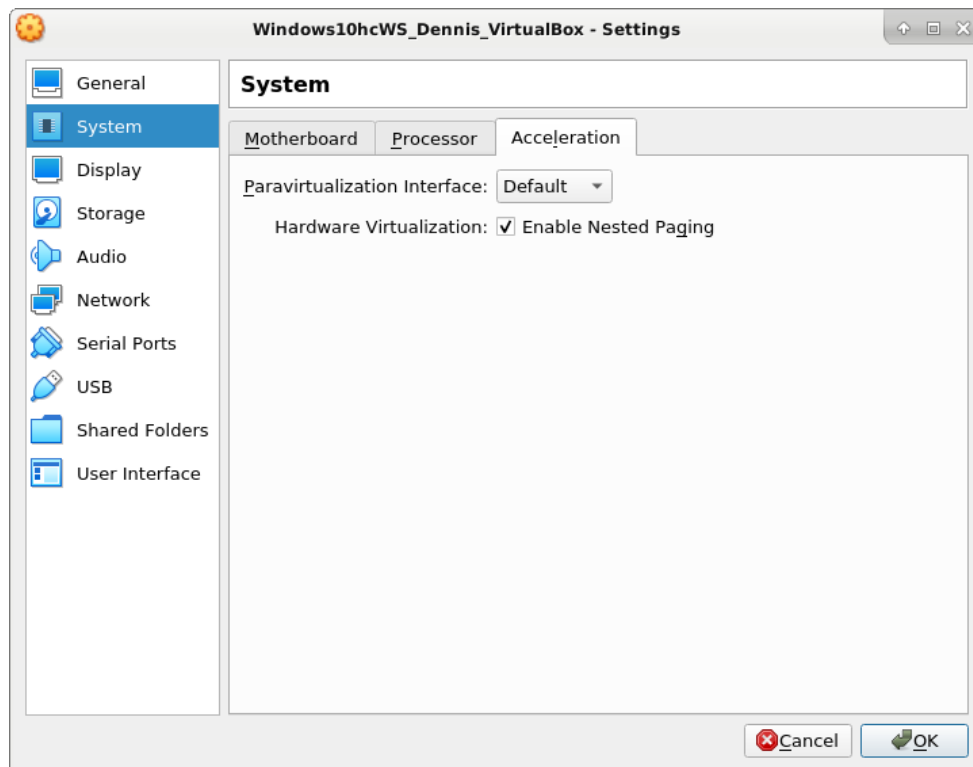 Windows10hcWS_Dennis_VirtualBox - Settings
General
System
Display
Storage
Audio
Network
Serial Ports
USB
Shared Folders
User Interface
System
Motherboard Processor Acceleration
Paravirtualization Interface: Default
Hardware Virtualization: Enable Nested Paging
Cancel OK